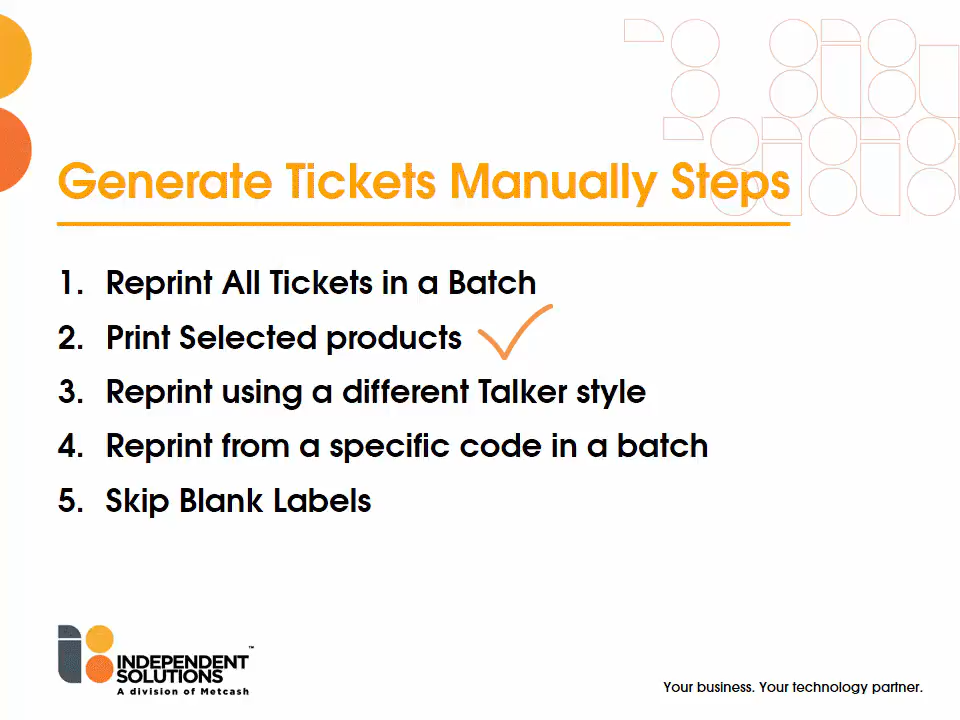 Generate Tickets Manually Steps
1. Reprint All Tickets in a Batch
2. Print Selected products
3. Reprint using a different Talker style
4. Reprint from a specific code in a batch
5. Skip Blank Labels
INDEPENDENT™
SOLUTIONS
A division of Metcash
Your business. Your technology partner.